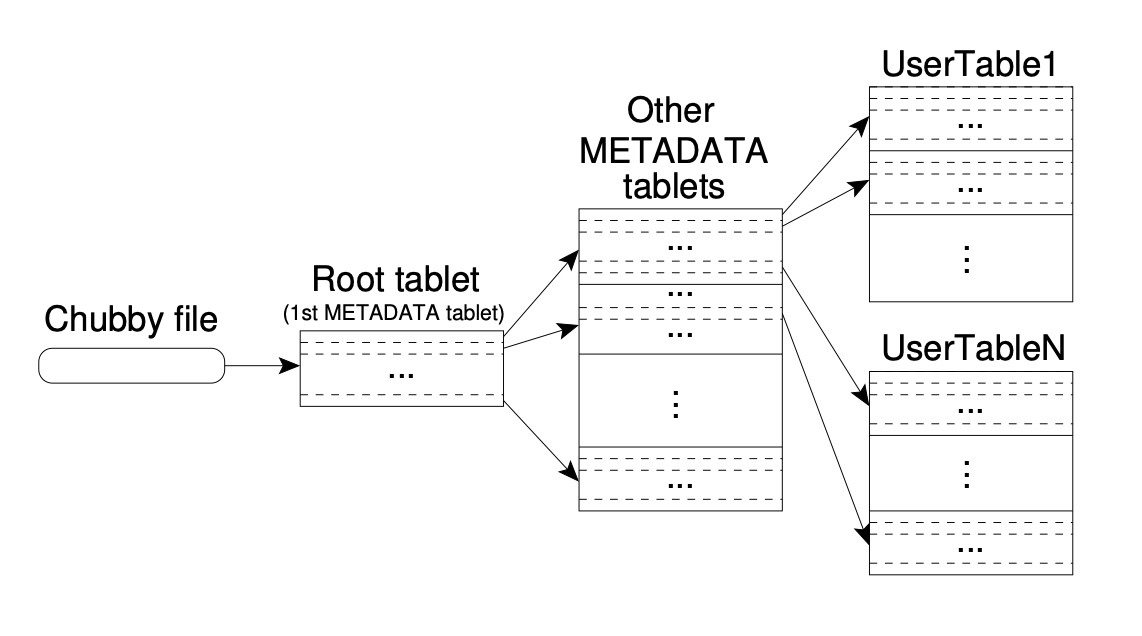 Chubby file
Root tablet
(1st METADATA tablet)
...
Other
METADATA
tablets
...
...
...
⋮
...
UserTable1
...
...
⋮
UserTableN
...
⋮
...